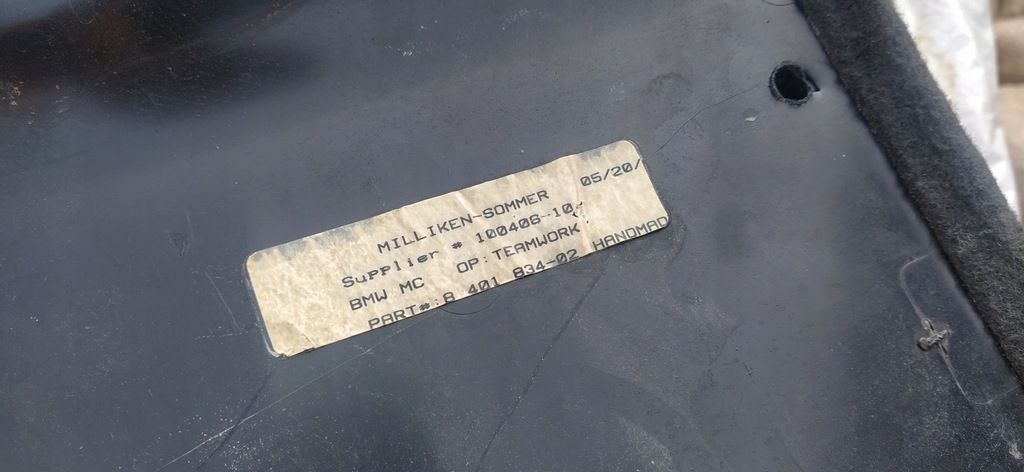 MILLIKEN-SOMMER 05/20/
Supplier # 100406-10
BMW MC OP:TEAMWORK
PART#:8 401 834-02 HANDMAD